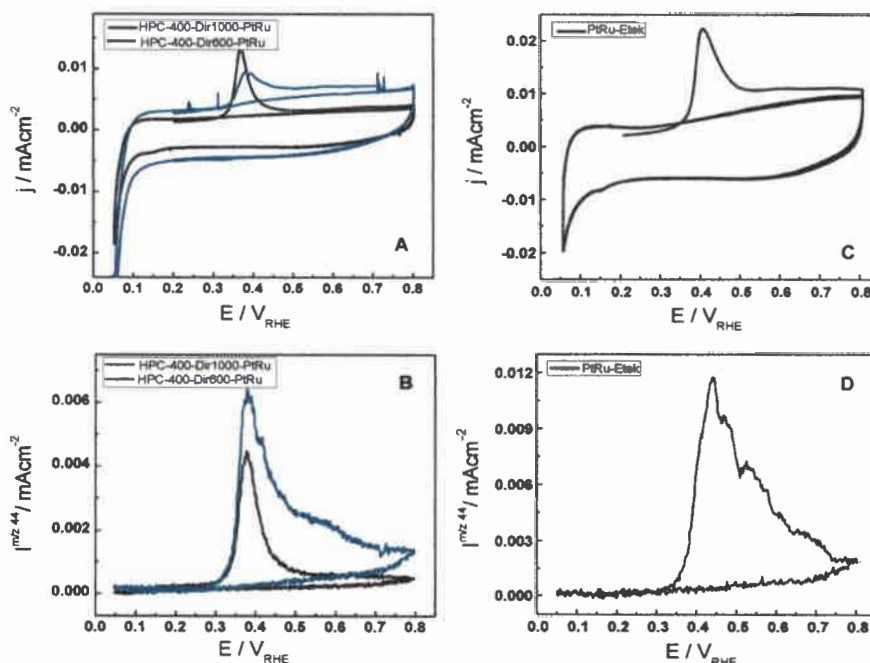 HPC-400-Dir1000-PtRu
HPC-400-Dir600-PtRu
j / mAcm-2
0.01
0.00
-0.01
-0.02
A
0.0 0.1 0.2 0.3 0.4 0.5 0.6 0.7 0.8
E / VRHE
PtRu-Etek
j / mAcm-2
0.02
0.01
0.00
-0.01
-0.02
C
0.0 0.1 0.2 0.3 0.4 0.5 0.6 0.7 0.8
E / VRHE
HPC-400-Dir1000-PtRu
HPC-400-Dir600-PtRu
B
Im/z 44/ mAcm-2
0.006
0.004
0.002
0.000
0.0 0.1 0.2 0.3 0.4 0.5 0.6 0.7 0.8
E / VRHE
PtRu-Etek
D
Im/z 44/ mAcm-2
0.012
0.009
0.006
0.003
0.000
0.0 0.1 0.2 0.3 0.4 0.5 0.6 0.7 0.8
E / VRHE